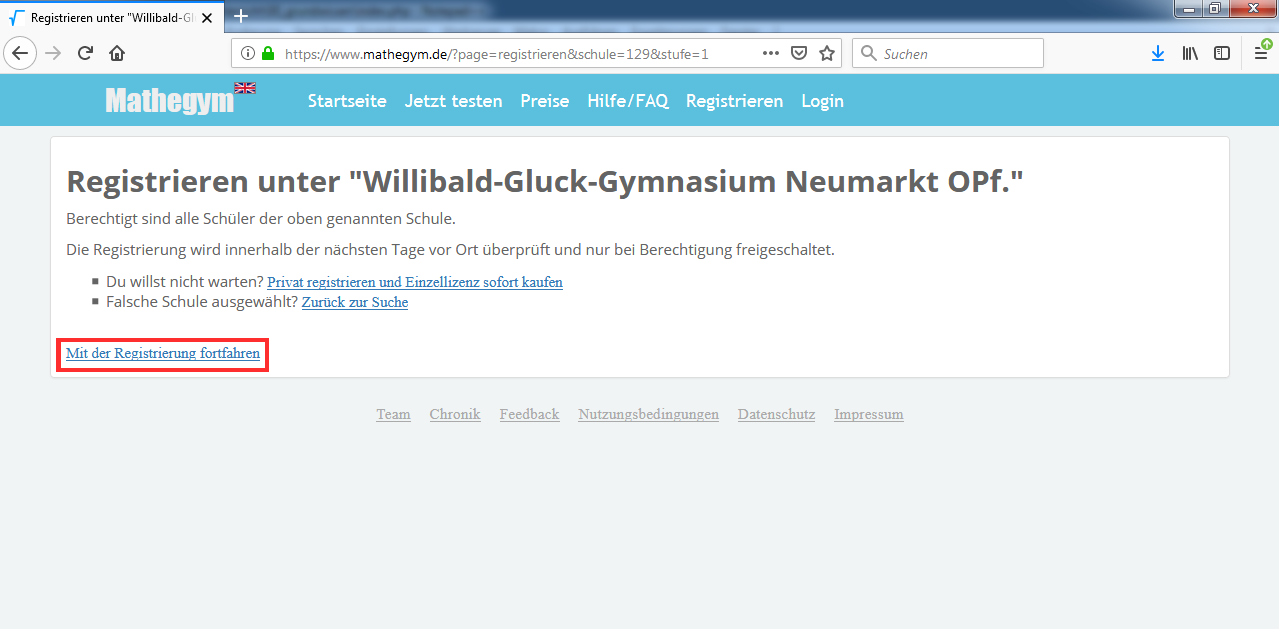 Registrieren unter "Willibald-Gl
https://www.mathegym.de/?page=registrieren&schule=129&stufe=1
Suchen
Mathegym
Startseite Jetzt testen Preise Hilfe/FAQ Registrieren Login
Registrieren unter "Willibald-Gluck-Gymnasium Neumarkt OPf."
Berechtigt sind alle Schüler der oben genannten Schule.
Die Registrierung wird innerhalb der nächsten Tage vor Ort überprüft und nur bei Berechtigung freigeschaltet.
Du willst nicht warten? Privat registrieren und Einzellizenz sofort kaufen
Falsche Schule ausgewählt? Zurück zur Suche
Mit der Registrierung fortfahren
Team Chronik Feedback Nutzungsbedingungen Datenschutz Impressum